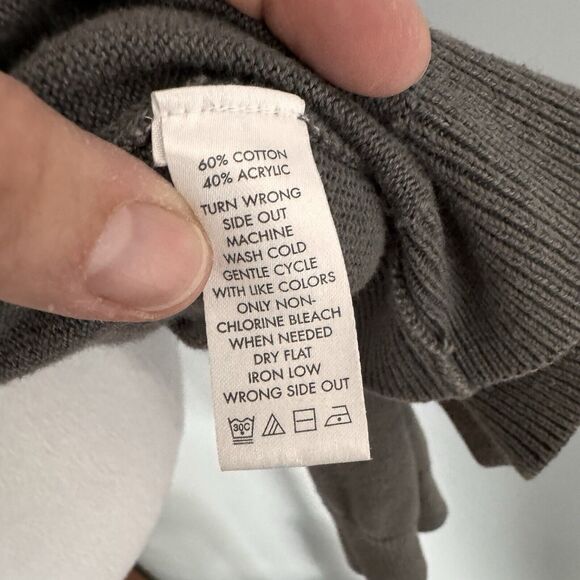 60% COTTON
40% ACRYLIC
TURN WRONG
SIDE OUT
MACHINE
WASH COLD
GENTLE CYCLE
WITH LIKE COLORS
ONLY NON-
CHLORINE BLEACH
WHEN NEEDED
DRY FLAT
IRON LOW
WRONG SIDE OUT
30C